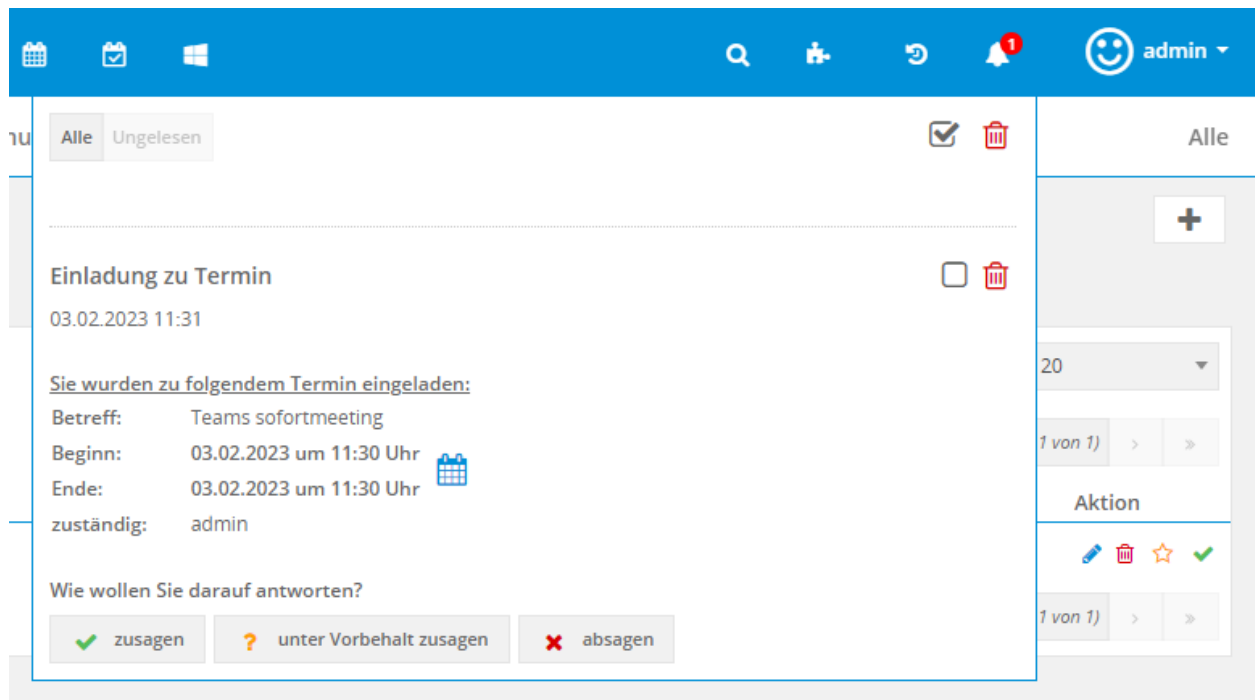 1
admin
Alle
Ungelesen
Alle
Einladung zu Termin
03.02.2023 11:31
20
Sie wurden zu folgendem Termin eingeladen:
Betreff: Teams sofortmeeting
Beginn: 03.02.2023 um 11:30 Uhr
1 von 1) › »
Ende: 03.02.2023 um 11:30 Uhr
Aktion
zuständig: admin
Wie wollen Sie darauf antworten?
1 von 1) › »
zusagen
? unter Vorbehalt zusagen
absagen